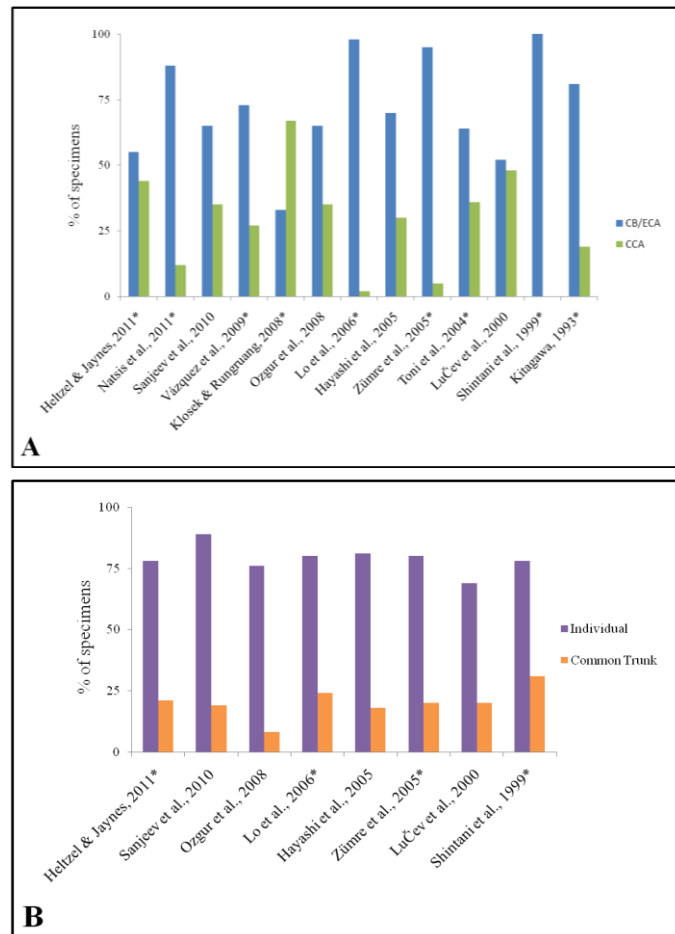 100
75
50
25
0
% of specimens
CB/ECA
CCA
Heltzel & Jaynes, 2011*
Natsis et al., 2011*
Sanjeev et al., 2010
Vázquez et al., 2009*
Klosek & Rungruang, 2008*
Ozgur et al., 2008
Lo et al., 2006*
Hayashi et al., 2005
Zümre et al., 2005*
Toni et al., 2004*
LuČev et al., 2000
Shintani et al., 1999*
Kitagawa, 1993*
A
100
75
50
25
0
% of specimens
Individual
Common Trunk
Heltzel & Jaynes, 2011*
Sanjeev et al., 2010
Ozgur et al., 2008
Lo et al., 2006*
Hayashi et al., 2005
Zümre et al., 2005*
LuČev et al., 2000
Shintani et al., 1999*
B